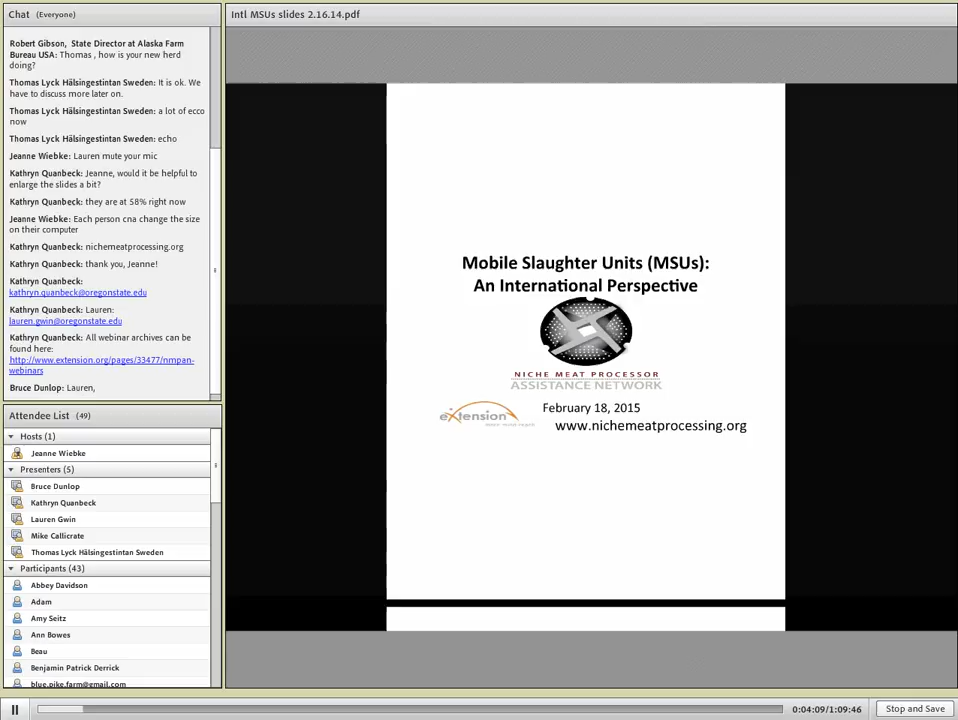 Chat (Everyone)
Robert Gibson, State Director at Alaska Farm
Bureau USA: Thomas , how is your new herd
doing?
Thomas Lyck Hälsingestintan Sweden: It is ok. We
have to discuss more later on.
Thomas Lyck Hälsingestintan Sweden: a lot of ecco
now
Thomas Lyck Hälsingestintan Sweden: echo
Jeanne Wiebke: Lauren mute your mic
Kathryn Quanbeck: Jeanne, would it be helpful to
enlarge the slides a bit?
Kathryn Quanbeck: they are at 58% right now
Jeanne Wiebke: Each person cna change the size
on their computer
Kathryn Quanbeck: nichemeatprocessing.org
Kathryn Quanbeck: thank you, Jeanne!
Kathryn Quanbeck:
kathryn.quanbeck@oregonstate.edu
Kathryn Quanbeck: Lauren:
lauren.gwin@oregonstate.edu
Kathryn Quanbeck: All webinar archives can be
found here:
http://www.extension.org/pages/33477/nmpan-
webinars
Bruce Dunlop: Lauren,
Attendee List (49)
Hosts (1)
Jeanne Wiebke
Presenters (5)
Bruce Dunlop
Kathryn Quanbeck
Lauren Gwin
Mike Callicrate
Thomas Lyck Hälsingestintan Sweden
Participants (43)
Abbey Davidson
Adam
Amy Seitz
Ann Bowes
Beau
Benjamin Patrick Derrick
blue.pike.farm@email.com
Intl MSUs slides 2.16.14.pdf
Mobile Slaughter Units (MSUs):
An International Perspective
NICHE MEAT PROCESSOR
ASSISTANCE NETWORK
eXtension
February 18, 2015
www.nichemeatprocessing.org
0:04:09/1:09:46
Stop and Save